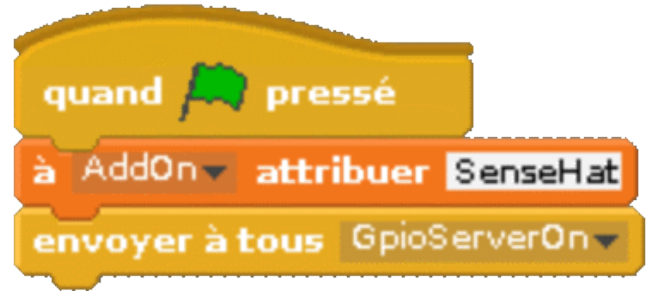 quand pressé
à AddOn attribuer SenseHat
envoyer à tous GpioServerOn